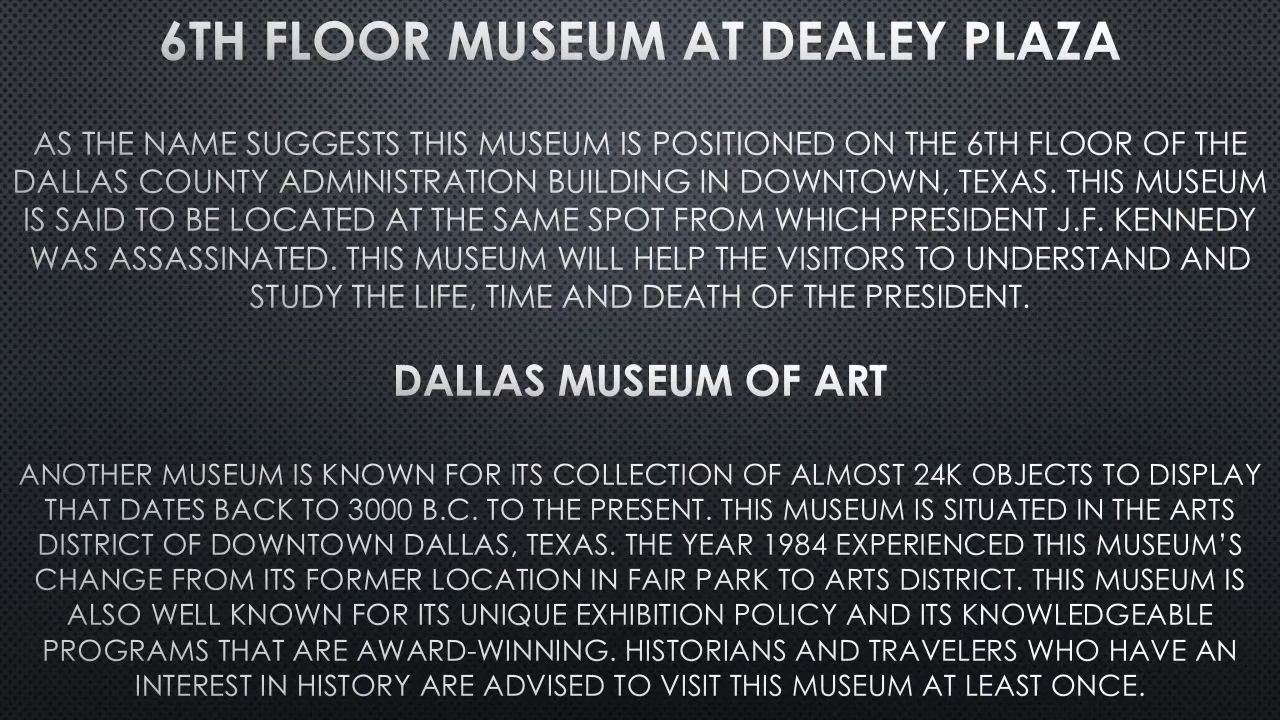 6TH FLOOR MUSEUM AT DEALEY PLAZA
AS THE NAME SUGGESTS THIS MUSEUM IS POSITIONED ON THE 6TH FLOOR OF THE
DALLAS COUNTY ADMINISTRATION BUILDING IN DOWNTOWN, TEXAS. THIS MUSEUM
IS SAID TO BE LOCATED AT THE SAME SPOT FROM WHICH PRESIDENT J.F. KENNEDY
WAS ASSASSINATED. THIS MUSEUM WILL HELP THE VISITORS TO UNDERSTAND AND
STUDY THE LIFE, TIME AND DEATH OF THE PRESIDENT.
DALLAS MUSEUM OF ART
ANOTHER MUSEUM IS KNOWN FOR ITS COLLECTION OF ALMOST 24K OBJECTS TO DISPLAY
THAT DATES BACK TO 3000 B.C. TO THE PRESENT. THIS MUSEUM IS SITUATED IN THE ARTS
DISTRICT OF DOWNTOWN DALLAS, TEXAS. THE YEAR 1984 EXPERIENCED THIS MUSEUM’S
CHANGE FROM ITS FORMER LOCATION IN FAIR PARK TO ARTS DISTRICT. THIS MUSEUM IS
ALSO WELL KNOWN FOR ITS UNIQUE EXHIBITION POLICY AND ITS KNOWLEDGEABLE
PROGRAMS THAT ARE AWARD-WINNING. HISTORIANS AND TRAVELERS WHO HAVE AN
INTEREST IN HISTORY ARE ADVISED TO VISIT THIS MUSEUM AT LEAST ONCE.